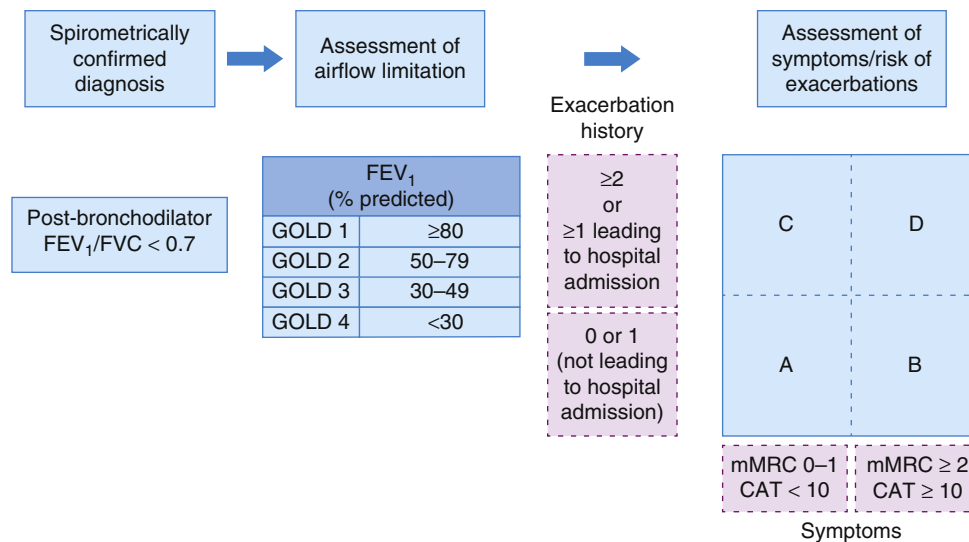 Spirometrically
confirmed
diagnosis
Assessment of
airflow limitation
Assessment of
symptoms/risk of
exacerbations
Exacerbation
history
Post-bronchodilator
FEV₁/FVC < 0.7
FEV₁
(% predicted)
GOLD 1 ≥80
GOLD 2 50–79
GOLD 3 30–49
GOLD 4 <30
≥2
or
≥1 leading
to hospital
admission
0 or 1
(not leading
to hospital
admission)
C D
A B
mMRC 0–1
CAT < 10
mMRC ≥ 2
CAT ≥ 10
Symptoms